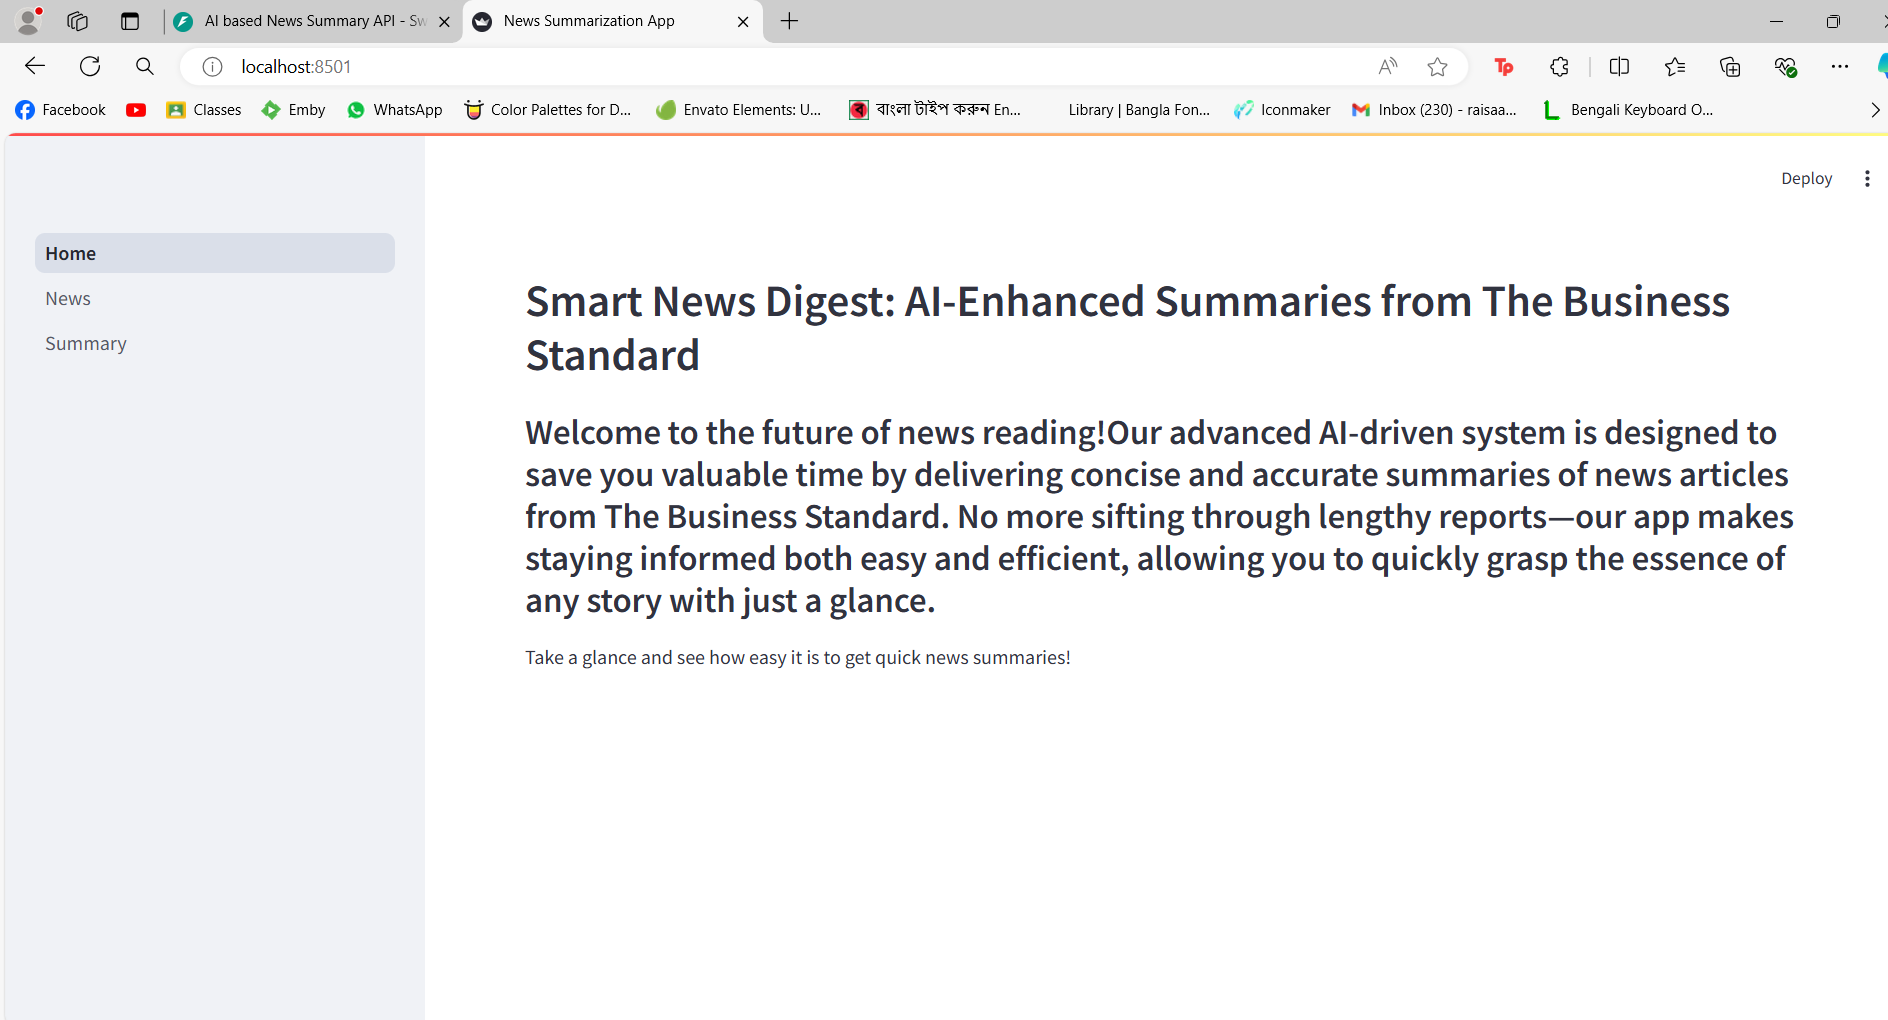 AI based News Summary API - Sw
News Summarization App
localhost:8501
Facebook
Classes
Emby
WhatsApp
Color Palettes for D...
Envato Elements: U...
বাংলা টাইপ করুন En...
Library | Bangla Fon...
Iconmaker
Inbox (230) - raisaa...
Bengali Keyboard O...
Deploy
Home
News
Summary
Smart News Digest: AI-Enhanced Summaries from The Business
Standard
Welcome to the future of news reading!Our advanced AI-driven system is designed to
save you valuable time by delivering concise and accurate summaries of news articles
from The Business Standard. No more sifting through lengthy reports—our app makes
staying informed both easy and efficient, allowing you to quickly grasp the essence of
any story with just a glance.
Take a glance and see how easy it is to get quick news summaries!